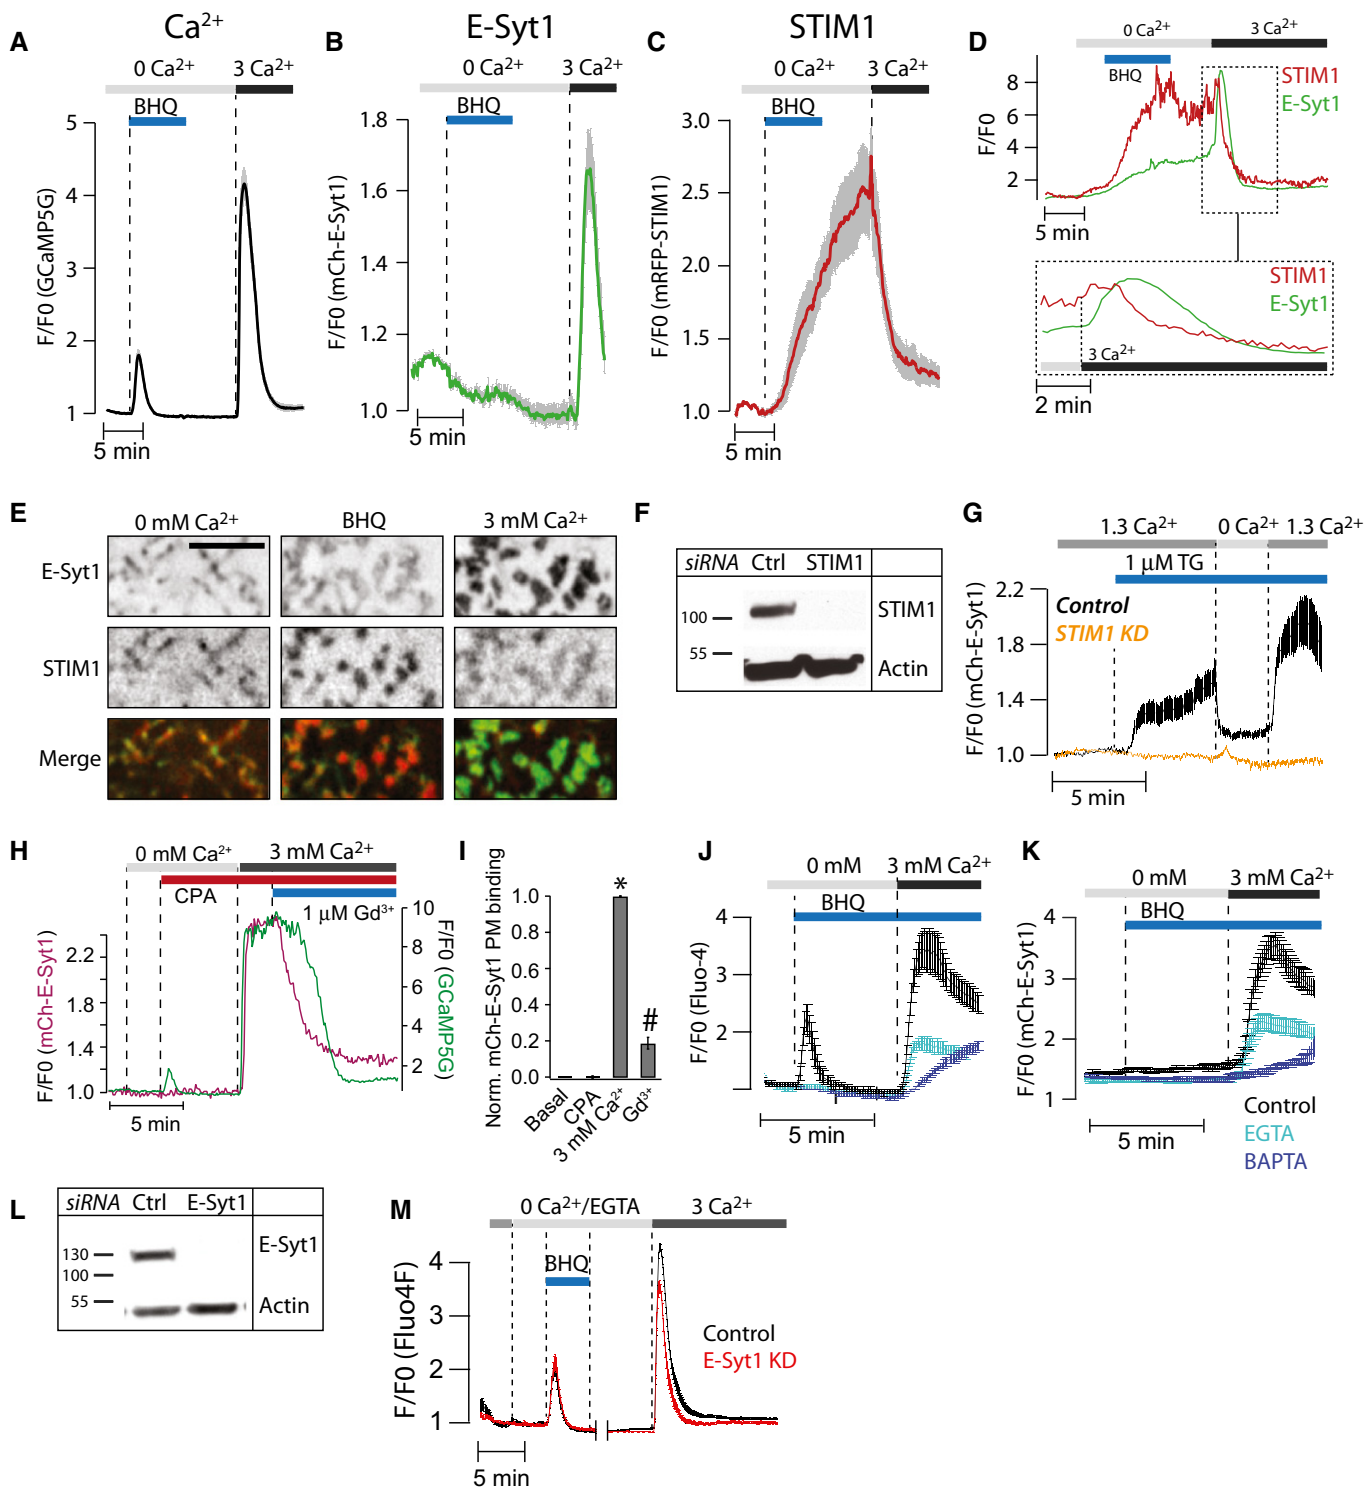 A
Ca2+
0 Ca2+
3 Ca2+
BHQ
F/F0 (GCaMP5G)
5
4
3
2
1
5 min
B
E-Syt1
0 Ca2+
3 Ca2+
BHQ
F/F0 (mCh-E-Syt1)
1.8
1.6
1.4
1.2
1.0
5 min
C
STIM1
0 Ca2+
3 Ca2+
BHQ
F/F0 (mRFP-STIM1)
3.0
2.5
2.0
1.5
1.0
5 min
D
0 Ca2+
3 Ca2+
BHQ
STIM1
E-Syt1
F/F0
8
6
4
2
5 min
STIM1
E-Syt1
3 Ca2+
2 min
E
0 mM Ca2+
BHQ
3 mM Ca2+
E-Syt1
STIM1
Merge
F
siRNA Ctrl STIM1
100
STIM1
55
Actin
G
1.3 Ca2+
0 Ca2+
1.3 Ca2+
1 µM TG
Control
STIM1 KD
F/F0 (mCh-E-Syt1)
2.2
1.8
1.4
1.0
5 min
H
0 mM Ca2+
3 mM Ca2+
CPA
1 µM Gd3+
F/F0 (mCh-E-Syt1)
2.2
1.8
1.4
1.0
F/F0 (GCaMP5G)
10
8
6
4
2
5 min
I
Norm. mCh-E-Syt1 PM binding
1.0
0.8
0.6
0.4
0.2
0.0
*
#
Basal
CPA
3 mM Ca2+
Gd3+
J
0 mM
3 mM Ca2+
BHQ
F/F0 (Fluo-4)
4
3
2
5 min
K
0 mM
3 mM Ca2+
BHQ
F/F0 (mCh-E-Syt1)
4
3
2
1
5 min
Control
EGTA
BAPTA
L
siRNA Ctrl E-Syt1
130
E-Syt1
100
55
Actin
M
0 Ca2+/EGTA
3 Ca2+
BHQ
F/F0 (Fluo4F)
4
3
2
1
Control
E-Syt1 KD
5 min